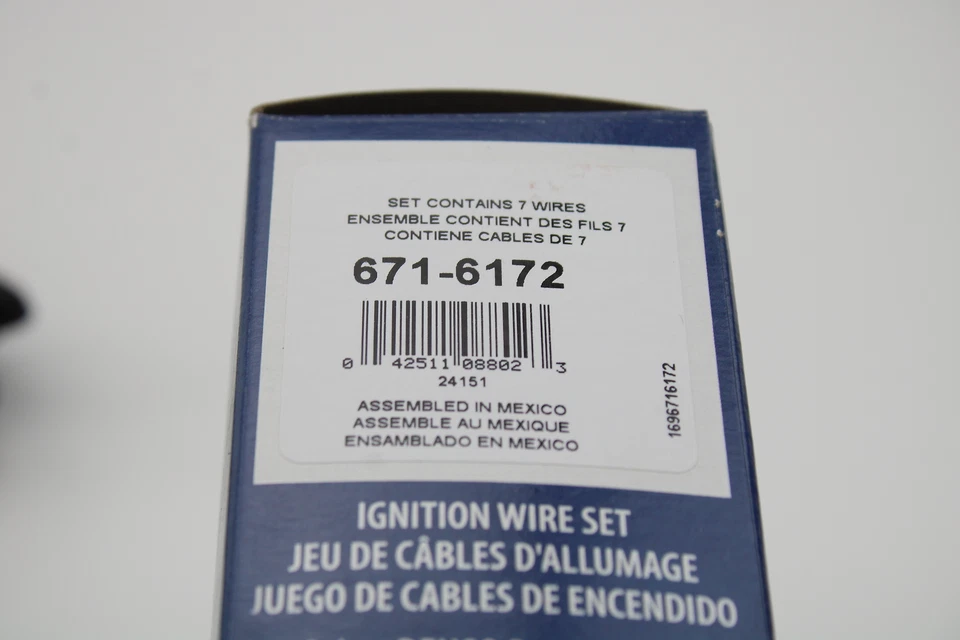 SET CONTAINS 7 WIRES
ENSEMBLE CONTIENT DES FILS 7
CONTIENE CABLES DE 7
671-6172
0 42511 08802 3
24151
ASSEMBLED IN MEXICO
ASSEMBLE AU MEXIQUE
ENSAMBLADO EN MEXICO
1696716172
IGNITION WIRE SET
JEU DE CÂBLES D'ALLUMAGE
JUEGO DE CABLES DE ENCENDIDO